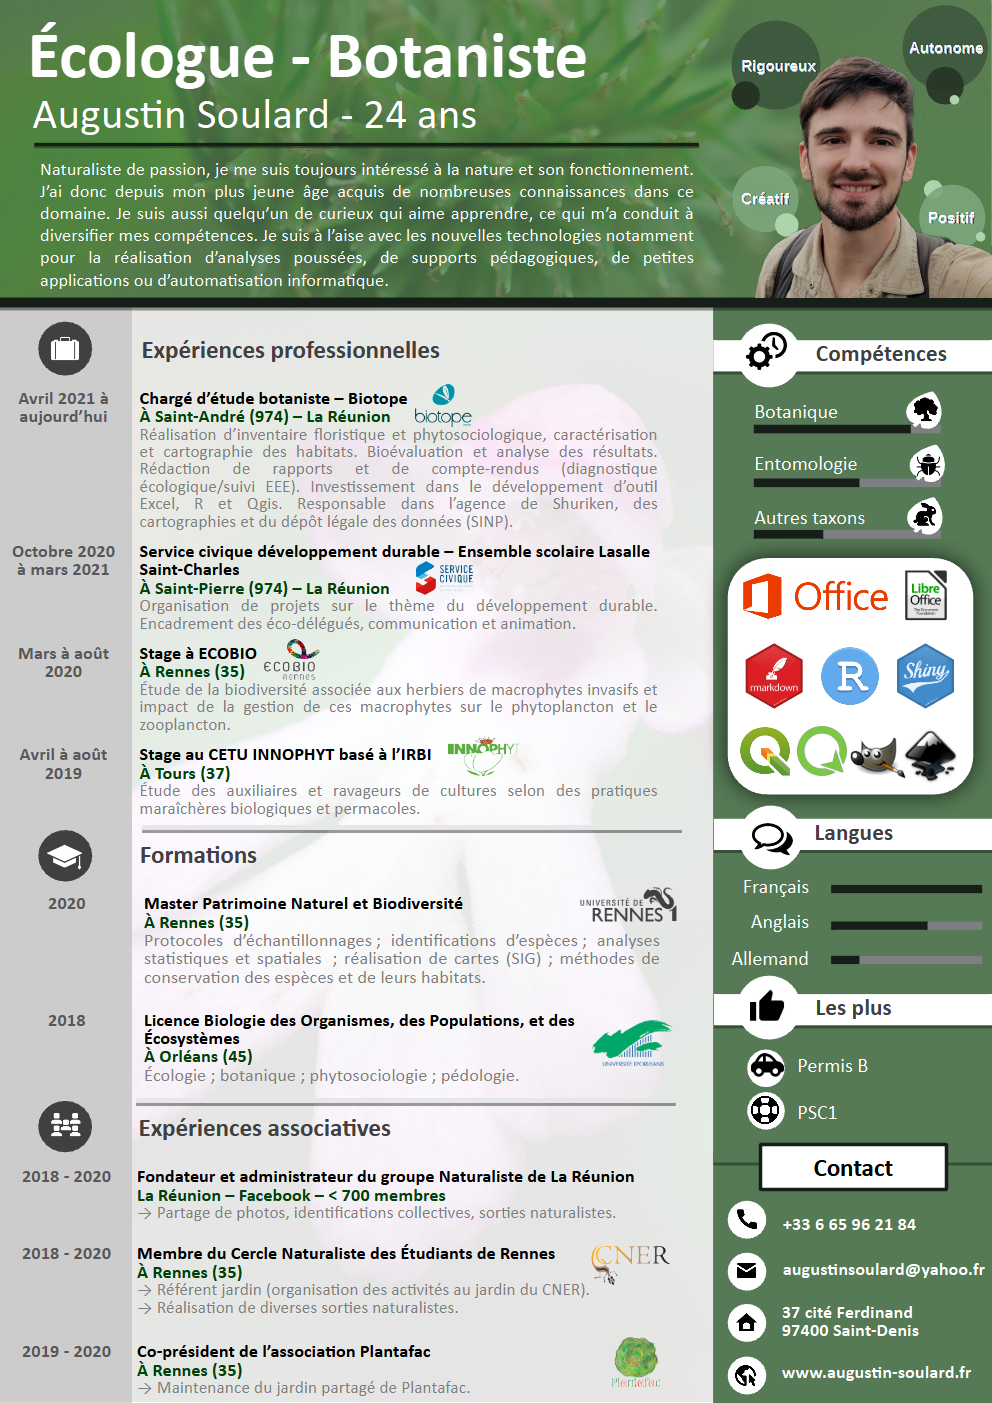 Écologue - Botaniste
Augustin Soulard - 24 ans
Naturaliste de passion, je me suis toujours intéressé à la nature et son fonctionnement.
J’ai donc depuis mon plus jeune âge acquis de nombreuses connaissances dans ce
domaine. Je suis aussi quelqu’un de curieux qui aime apprendre, ce qui m’a conduit à
diversifier mes compétences. Je suis à l’aise avec les nouvelles technologies notamment
pour la réalisation d’analyses poussées, de supports pédagogiques, de petites
applications ou d’automatisation informatique.
Rigoureux
Autonome
Créatif
Positif
Expériences professionnelles
Avril 2021 à
aujourd’hui
Chargé d’étude botaniste – Biotope
À Saint-André (974) – La Réunion
biotope
Réalisation d’inventaire floristique et phytosociologique, caractérisation
et cartographie des habitats. Bioévaluation et analyse des résultats.
Rédaction de rapports et de compte-rendus (diagnostique
écologique/suivi EEE). Investissement dans le développement d’outil
Excel, R et Qgis. Responsable dans l’agence de Shuriken, des
cartographies et du dépôt légale des données (SINP).
Octobre 2020
à mars 2021
Service civique développement durable – Ensemble scolaire Lasalle
Saint-Charles
À Saint-Pierre (974) – La Réunion
SERVICE
CIVIQUE
Organisation de projets sur le thème du développement durable.
Encadrement des éco-délégués, communication et animation.
Mars à août
2020
Stage à ECOBIO
À Rennes (35)
ECOBIO
RENNES
Étude de la biodiversité associée aux herbiers de macrophytes invasifs et
impact de la gestion de ces macrophytes sur le phytoplancton et le
zooplancton.
Avril à août
2019
Stage au CETU INNOPHYT basé à l’IRBI
À Tours (37)
INNOPHYT
Étude des auxiliaires et ravageurs de cultures selon des pratiques
maraîchères biologiques et permacoles.
Formations
2020
Master Patrimoine Naturel et Biodiversité
À Rennes (35)
UNIVERSITÉ DE
RENNES 1
Protocoles d’échantillonnages ; identifications d’espèces ; analyses
statistiques et spatiales ; réalisation de cartes (SIG) ; méthodes de
conservation des espèces et de leurs habitats.
2018
Licence Biologie des Organismes, des Populations, et des
Écosystèmes
À Orléans (45)
UNIVERSITÉ D'ORLÉANS
Écologie ; botanique ; phytosociologie ; pédologie.
Expériences associatives
2018 - 2020
Fondateur et administrateur du groupe Naturaliste de La Réunion
La Réunion – Facebook – < 700 membres
→ Partage de photos, identifications collectives, sorties naturalistes.
2018 - 2020
Membre du Cercle Naturaliste des Étudiants de Rennes
À Rennes (35)
CNER
→ Référent jardin (organisation des activités au jardin du CNER).
→ Réalisation de diverses sorties naturalistes.
2019 - 2020
Co-président de l’association Plantafac
À Rennes (35)
Plantafac
→ Maintenance du jardin partagé de Plantafac.
Compétences
Botanique
Entomologie
Autres taxons
Office
Libre
Office
The Document
Foundation
rmarkdown
R
Shiny
Langues
Français
Anglais
Allemand
Les plus
Permis B
PSC1
Contact
+33 6 65 96 21 84
augustinsoulard@yahoo.fr
37 cité Ferdinand
97400 Saint-Denis
www.augustin-soulard.fr